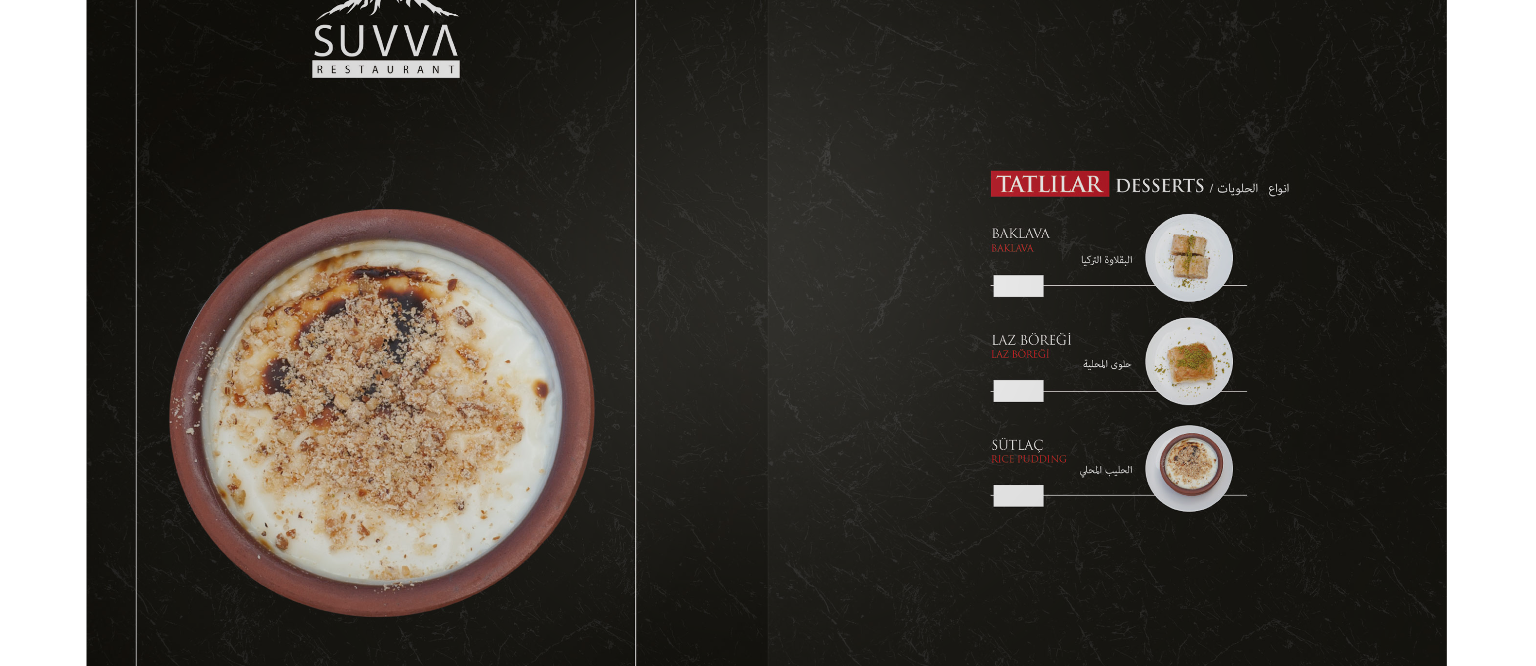 SUVVA
RESTAURANT
TATLILAR DESSERTS / انواع الحلويات
BAKLAVA
BAKLAVA
البقلاوة التركيا
LAZ BÖREĞİ
LAZ BÖREĞİ
حلوى المحلية
SÜTLAÇ
RICE PUDDING
الحليب المحلي